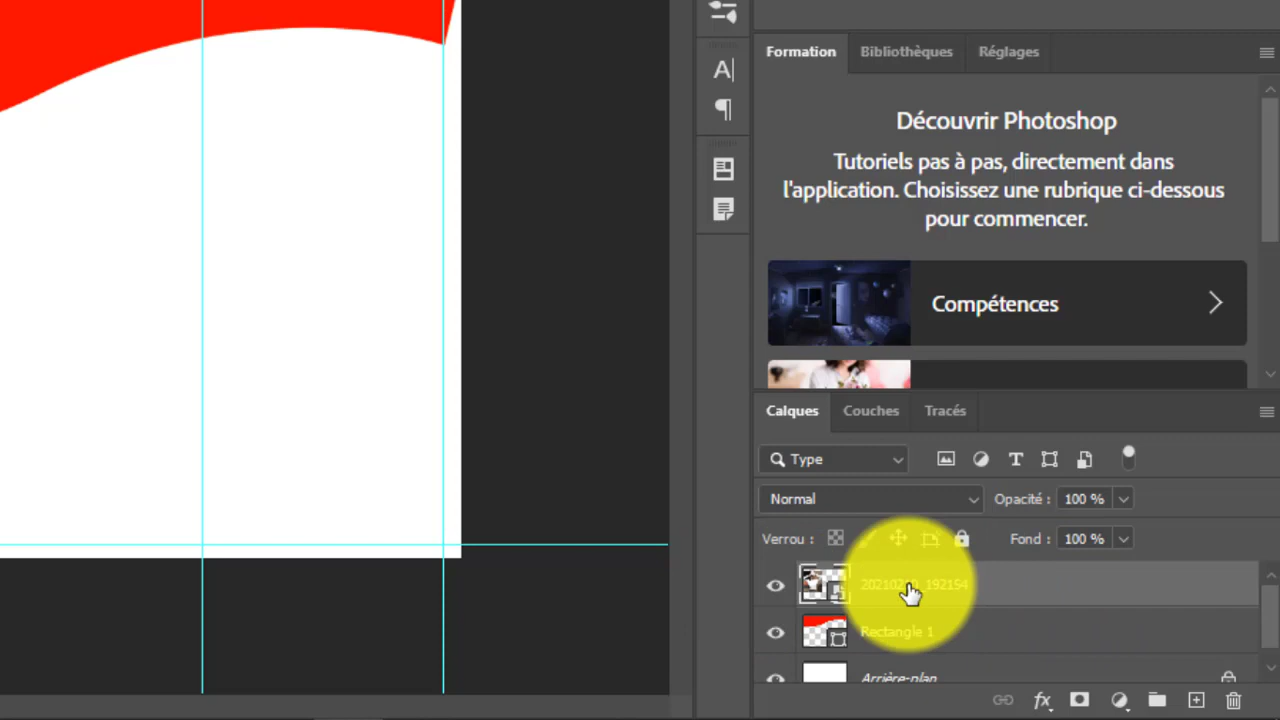 Formation
Bibliothèques
Réglages
Découvrir Photoshop
Tutoriels pas à pas, directement dans
l'application. Choisissez une rubrique ci-dessous
pour commencer.
Compétences
Calques
Couches
Tracés
Type
Normal
Opacité : 100 %
Verrou :
Fond : 100 %
Rectangle 1
Arrière-plan